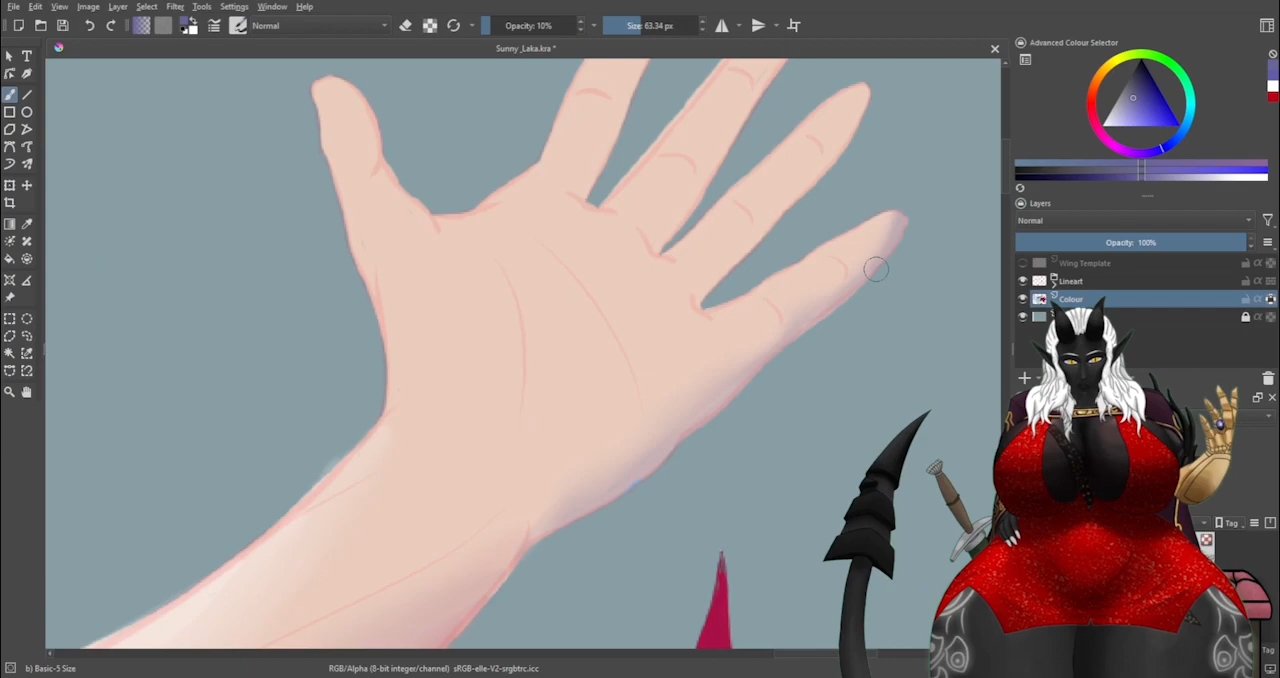 File Edit View Image Layer Select Filter Tools Settings Window Help
Normal Opacity: 10% Size: 63.34 px
Sunny_Laka.kra *
Advanced Colour Selector
Layers
Normal
Opacity: 100%
Wing Template
Lineart
Colour
Tag
Tag
b) Basic-5 Size
RGB/Alpha (8-bit integer/channel) sRGB-elle-V2-srgbtrc.icc